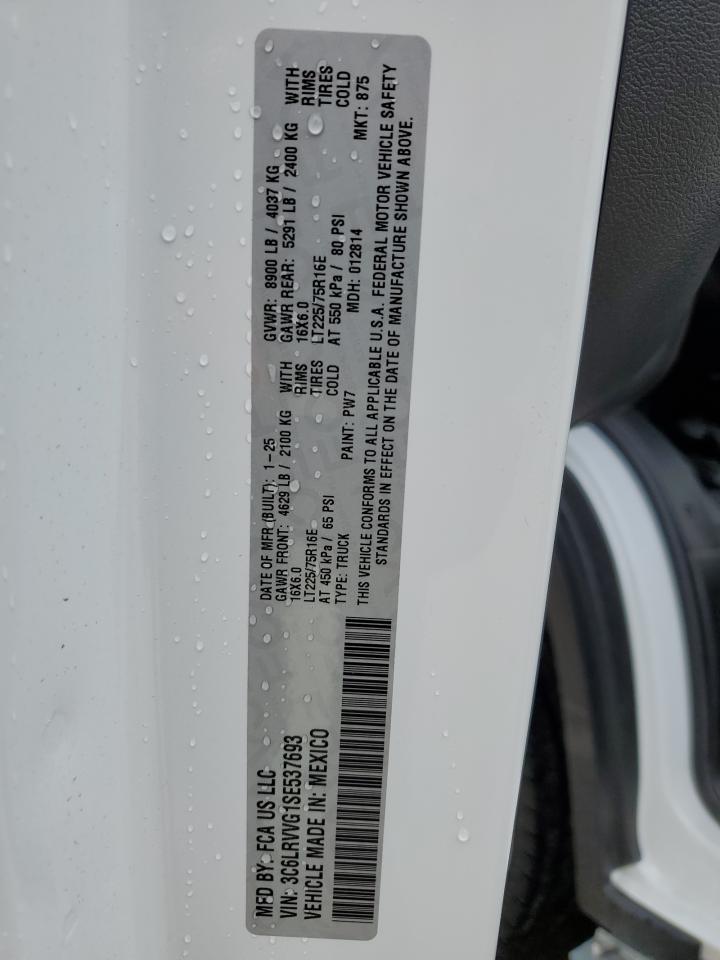 MFD BY: FCA US LLC
VIN: 3C6LRVVG1SE537693
VEHICLE MADE IN: MEXICO
DATE OF MFR (BUILT): 1-25 GVWR: 8900 LB / 4037 KG
GAWR FRONT: 4629 LB / 2100 KG WITH GAWR REAR: 5291 LB / 2400 KG WITH
16X6.0 RIMS 16X6.0 RIMS
LT225/75R16E TIRES LT225/75R16E TIRES
AT 450 kPa / 65 PSI COLD AT 550 kPa / 80 PSI COLD
TYPE: TRUCK PAINT: PW7 MDH: 012814 MKT: 875
THIS VEHICLE CONFORMS TO ALL APPLICABLE U.S.A. FEDERAL MOTOR VEHICLE SAFETY
STANDARDS IN EFFECT ON THE DATE OF MANUFACTURE SHOWN ABOVE.